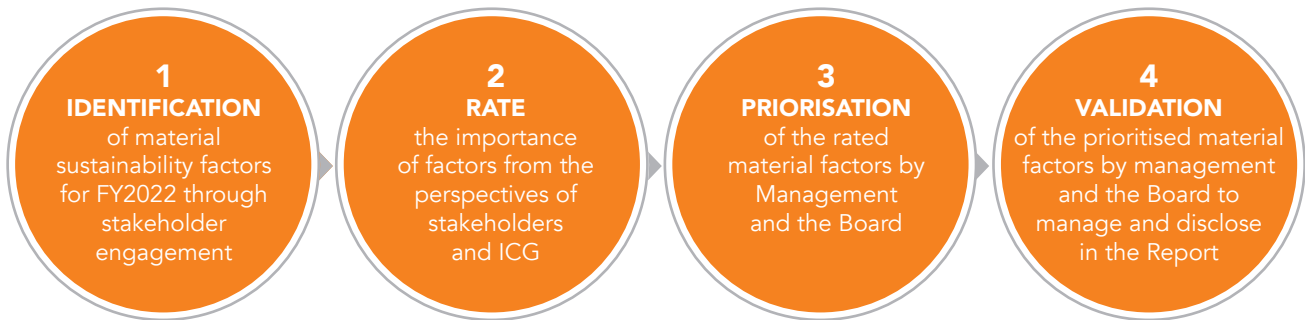 1
IDENTIFICATION
of material
sustainability factors
for FY2022 through
stakeholder
engagement
2
RATE
the importance
of factors from the
perspectives of
stakeholders
and ICG
3
PRIORISATION
of the rated
material factors by
Management
and the Board
4
VALIDATION
of the prioritised material
factors by management
and the Board to
manage and disclose
in the Report